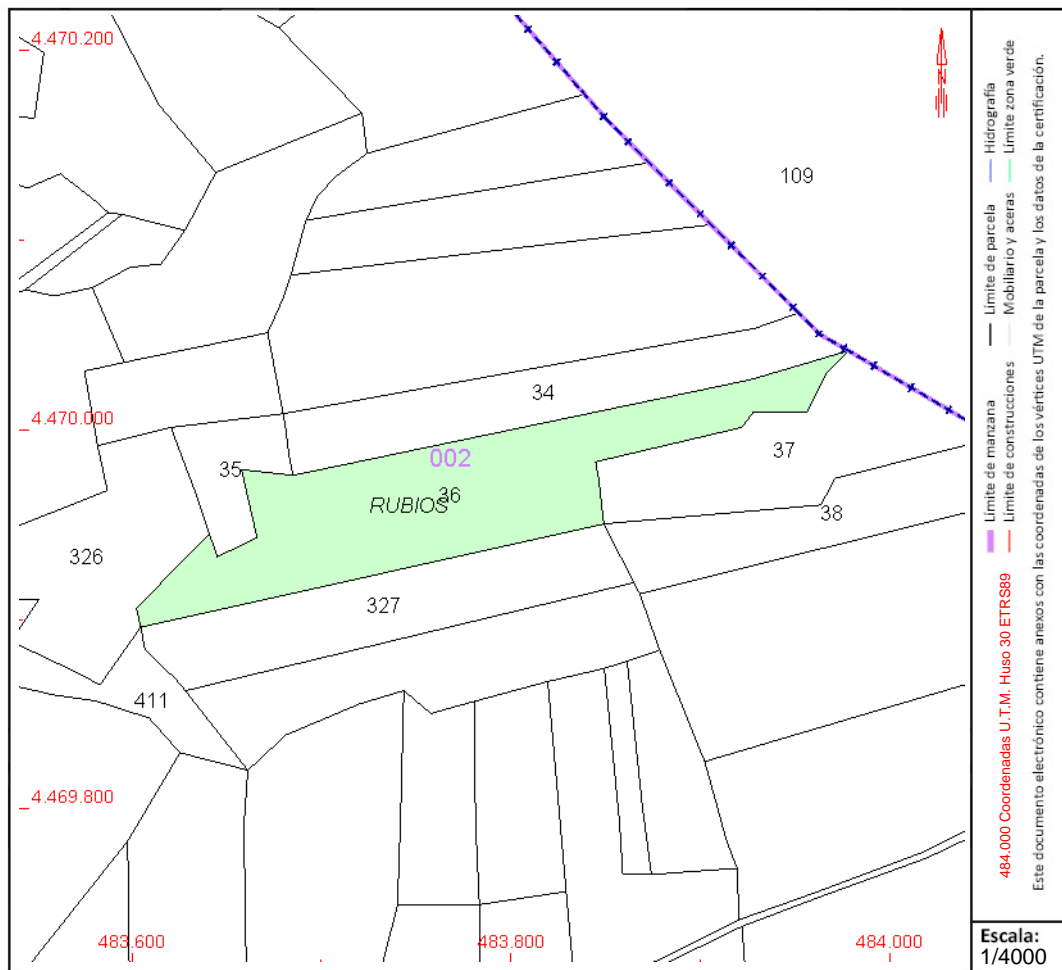 4.470.200
109
4.470.000
34
002
35
37
RUBIOS
36
38
326
327
411
4.469.800
483.600
483.800
484.000
N
Límite de manzana
Límite de parcela
Hidrografía
Límite de construcciones
Mobiliario y aceras
Límite zona verde
484.000 Coordenadas U.T.M. Huso 30 ETRS89
Este documento electrónico contiene anexos con las coordenadas de los vértices UTM de la parcela y los datos de la certificación.
Escala:
1/4000